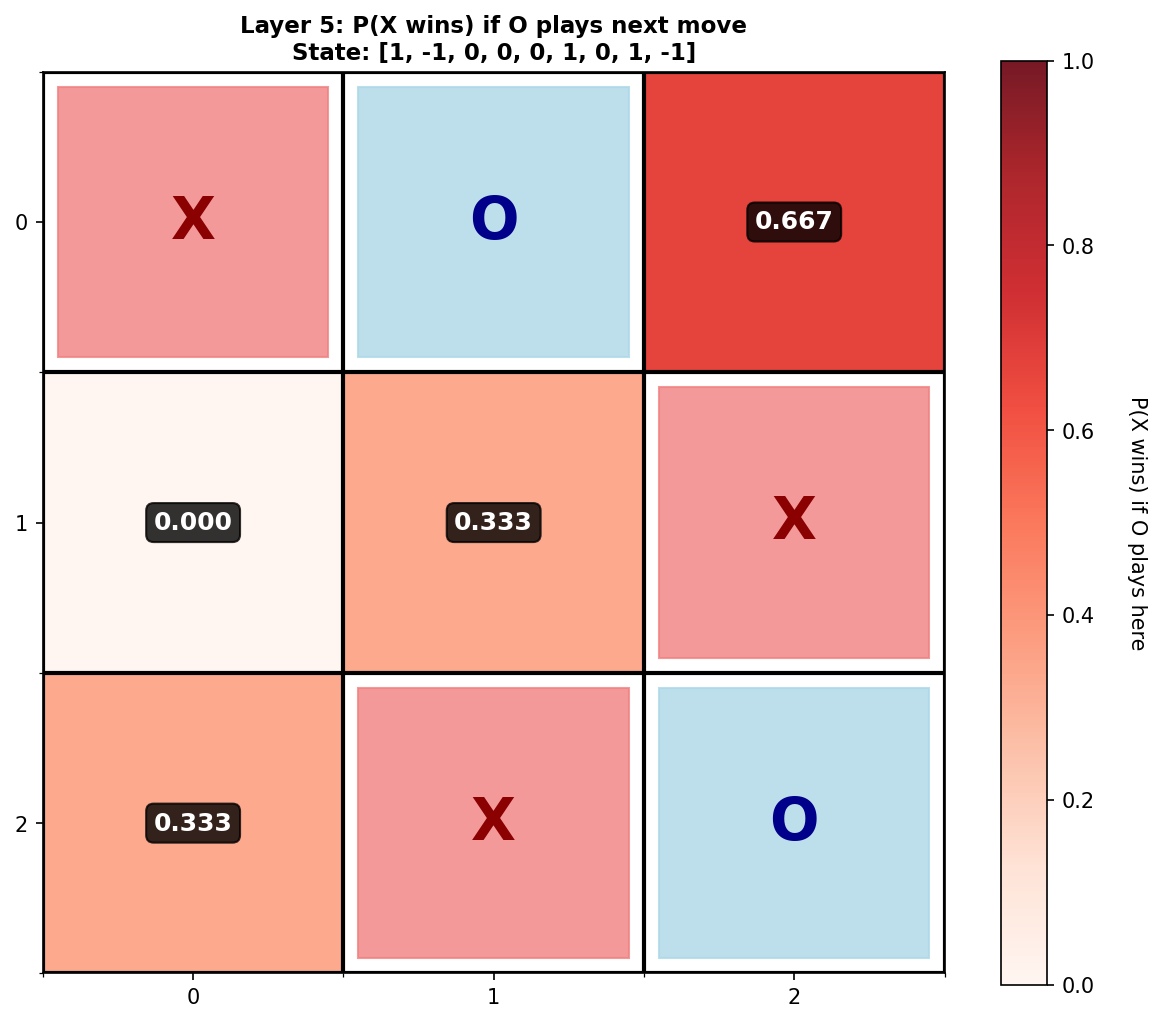 Layer 5: P(X wins) if O plays next move
State: [1, -1, 0, 0, 0, 1, 0, 1, -1]
X O 0.667
0.000 0.333 X
0.333 X O
0
1
2
0 1 2
1.0
0.8
0.6
0.4
0.2
0.0
P(X wins) if O plays here